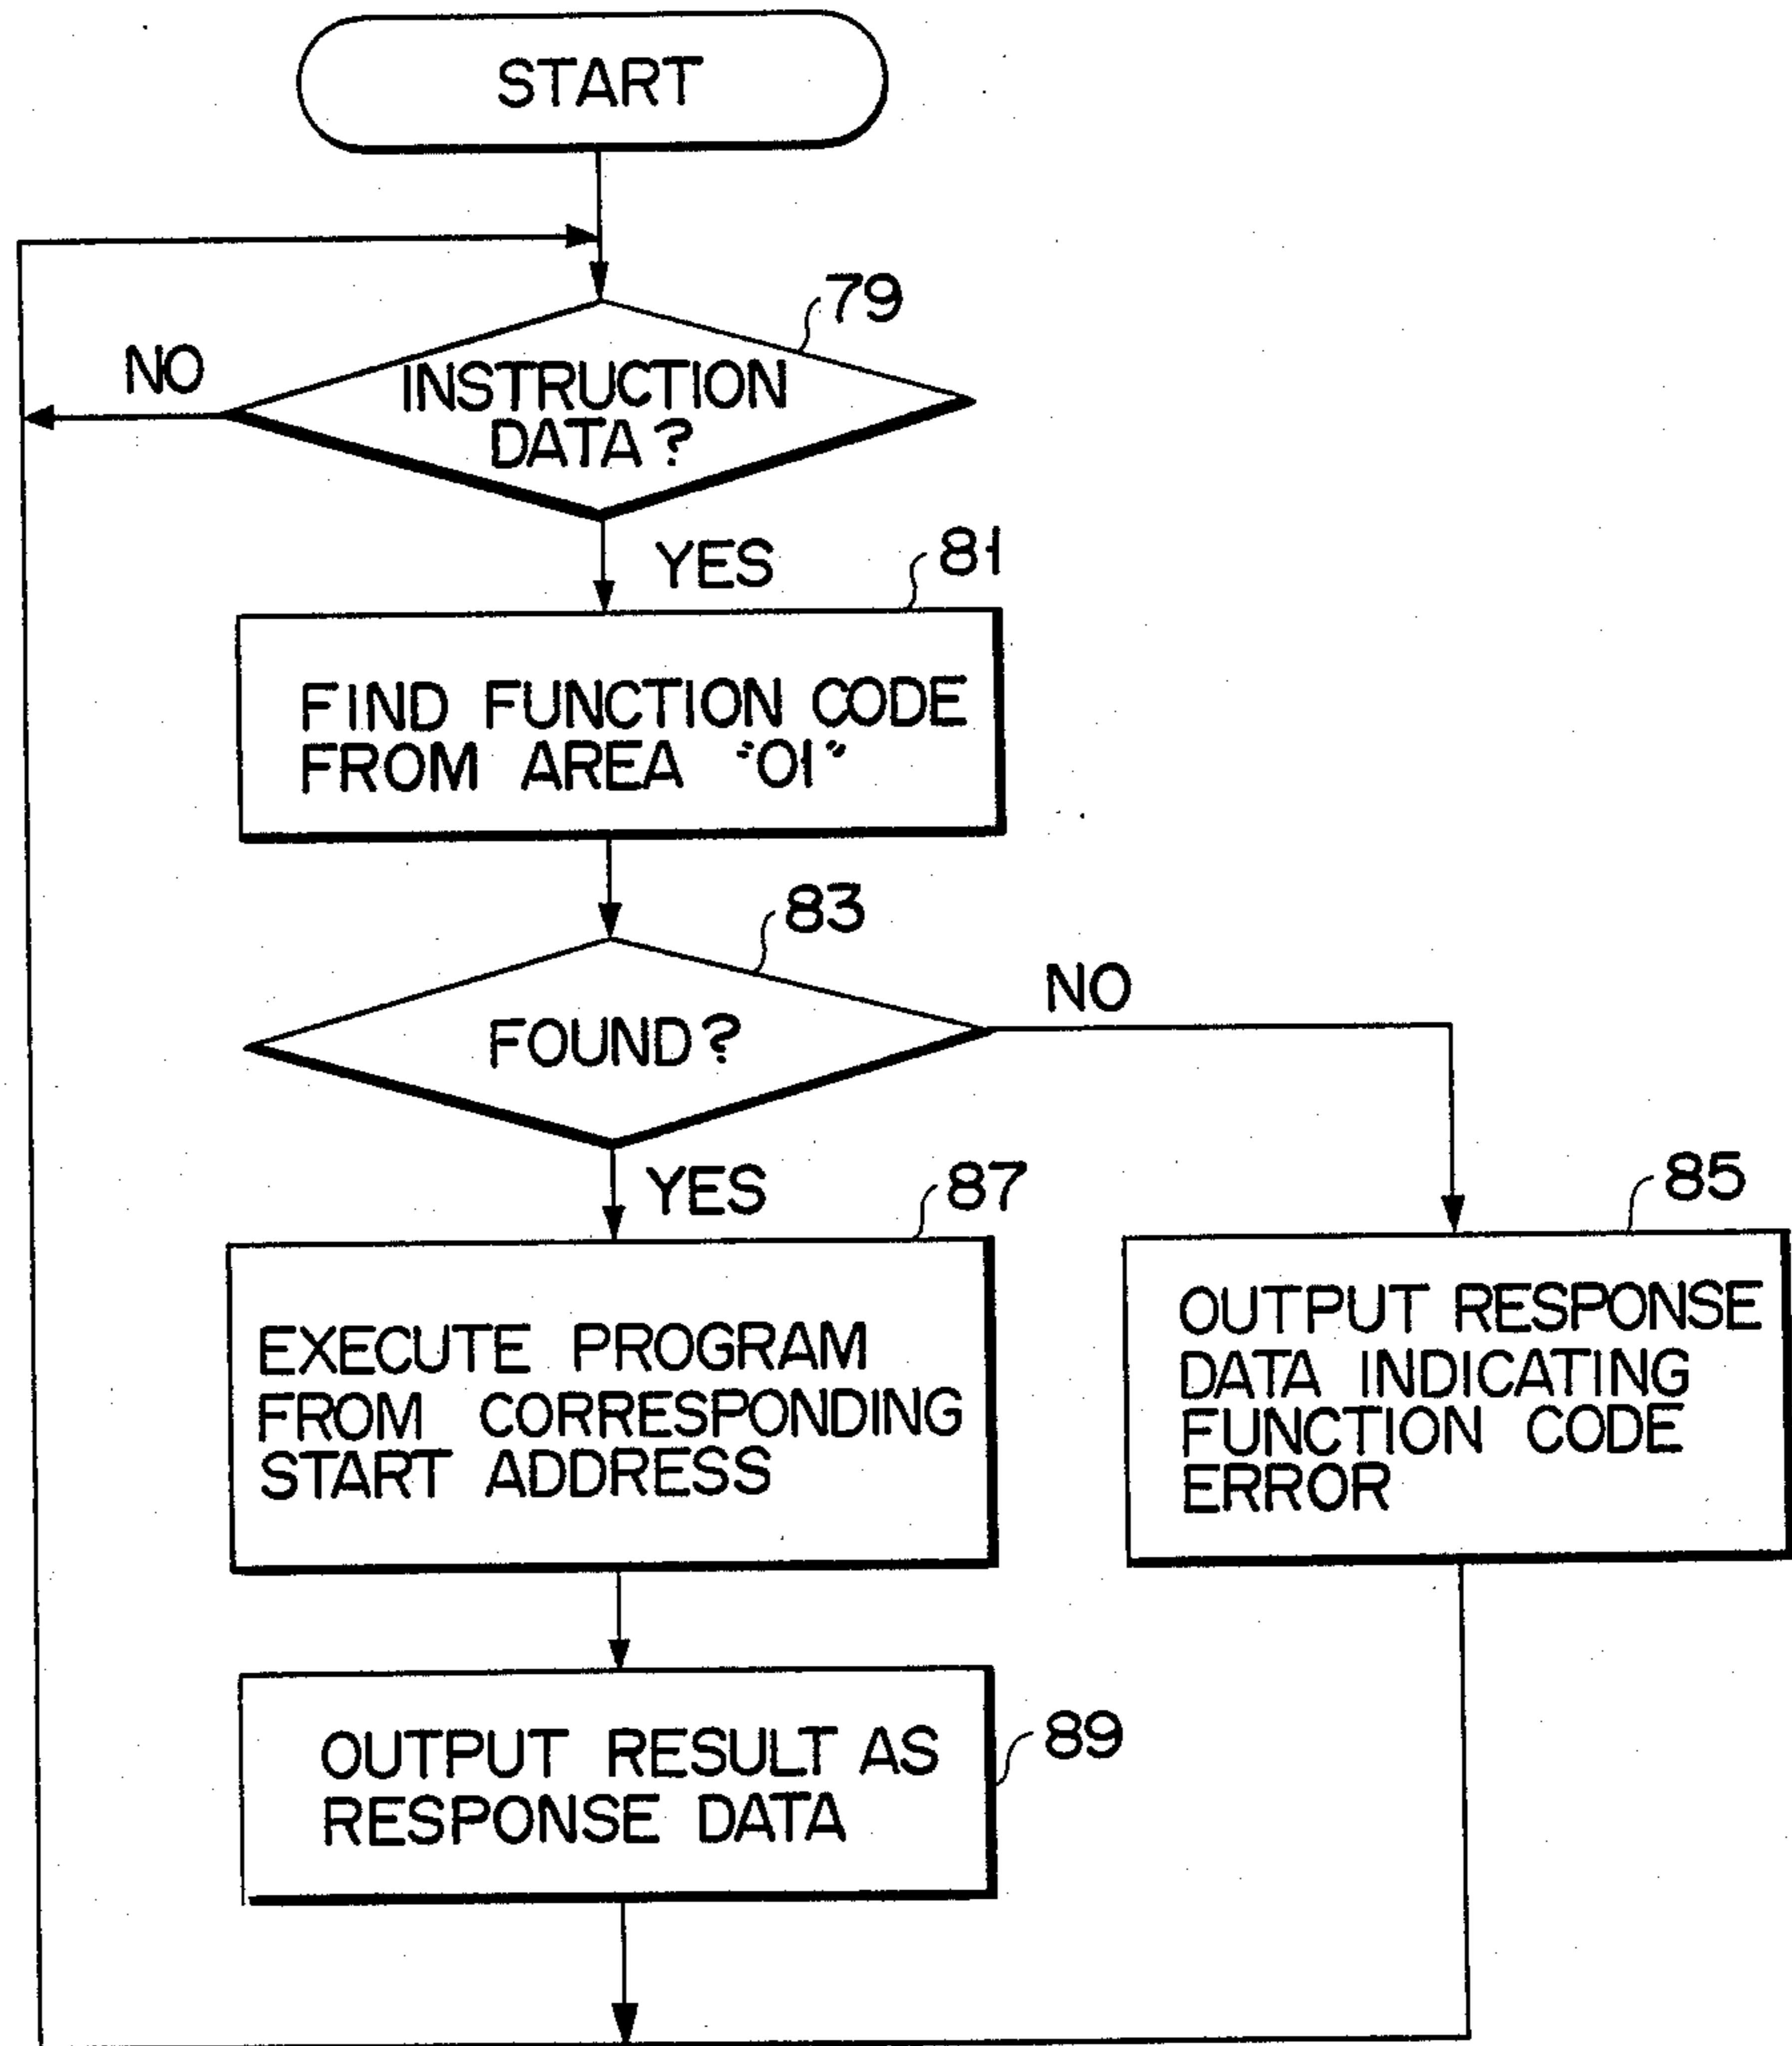 START
79
NO
INSTRUCTION
DATA?
YES
81
FIND FUNCTION CODE
FROM AREA "01"
83
NO
FOUND?
YES
87
85
EXECUTE PROGRAM
FROM CORRESPONDING
START ADDRESS
OUTPUT RESPONSE
DATA INDICATING
FUNCTION CODE
ERROR
OUTPUT RESULT AS
RESPONSE DATA
89